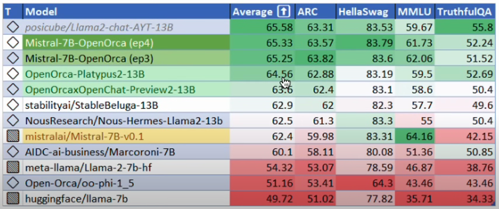 T Model Average ↑ ARC HellaSwag MMLU TruthfulQA
posicube/Llama2-chat-AYT-13B 65.58 63.31 83.53 59.67 55.8
Mistral-7B-OpenOrca (ep4) 65.33 63.57 83.79 61.73 52.24
Mistral-7B-OpenOrca (ep3) 65.25 63.82 83.6 62.06 51.52
OpenOrca-Platypus2-13B 64.56 62.88 83.19 59.5 52.69
OpenOrcaxOpenChat-Preview2-13B 63.6 62.4 83.1 58.6 50.4
stabilityai/StableBeluga-13B 62.9 62 82.3 57.7 49.6
NousResearch/Nous-Hermes-Llama2-13b 62.5 61.3 83.3 55 50.4
mistralai/Mistral-7B-v0.1 62.4 59.98 83.31 64.16 42.15
AIDC-ai-business/Marcoroni-7B 60.1 58.11 80.08 51.36 50.85
meta-llama/Llama-2-7b-hf 54.32 53.07 78.59 46.87 38.76
Open-Orca/oo-phi-1_5 51.16 53.41 64.3 43.46 43.46
huggingface/llama-7b 49.72 51.02 77.82 35.71 34.33